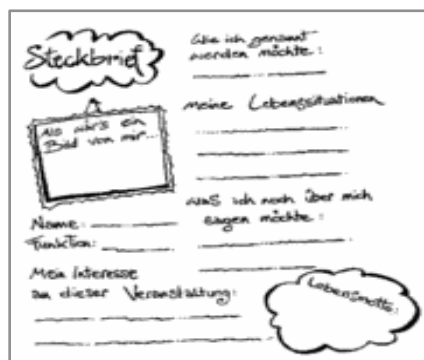 Steckbrief
Als wär's ein
Bild von mir...
Name:
Funktion:
Mein Interesse
an dieser Veranstaltung:
Wie ich genannt
werden möchte:
meine Lebenssituationen
was ich noch über mich
sagen möchte:
Lebensmotto: